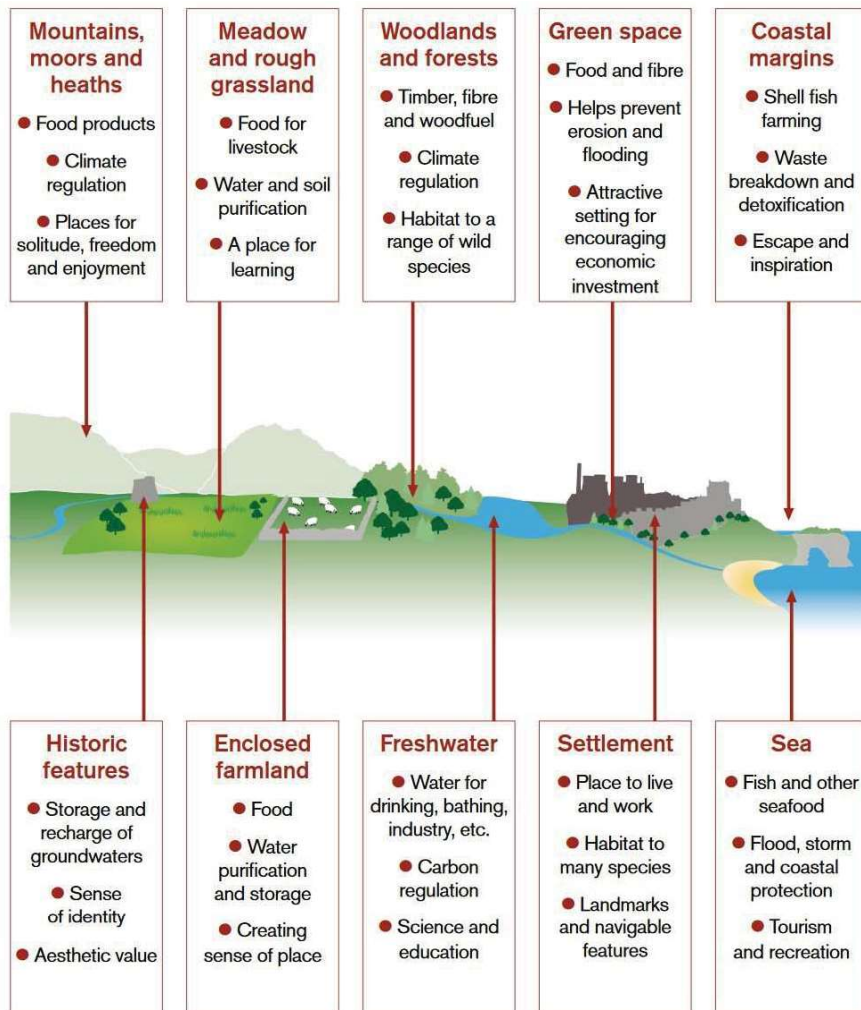 Mountains,
moors and
heaths
● Food products
● Climate
regulation
● Places for
solitude, freedom
and enjoyment
Meadow
and rough
grassland
● Food for
livestock
● Water and soil
purification
● A place for
learning
Woodlands
and forests
● Timber, fibre
and woodfuel
● Climate
regulation
● Habitat to a
range of wild
species
Green space
● Food and fibre
● Helps prevent
erosion and
flooding
● Attractive
setting for
encouraging
economic
investment
Coastal
margins
● Shell fish
farming
● Waste
breakdown and
detoxification
● Escape and
inspiration
Historic
features
● Storage and
recharge of
groundwaters
● Sense
of identity
● Aesthetic value
Enclosed
farmland
● Food
● Water
purification
and storage
● Creating
sense of place
Freshwater
● Water for
drinking, bathing,
industry, etc.
● Carbon
regulation
● Science and
education
Settlement
● Place to live
and work
● Habitat to
many species
● Landmarks
and navigable
features
Sea
● Fish and other
seafood
● Flood, storm
and coastal
protection
● Tourism
and recreation